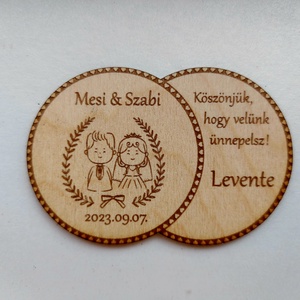 Mesi & Szabi
2023.09.07.
Köszönjük,
hogy velünk
ünnepelsz!
Levente